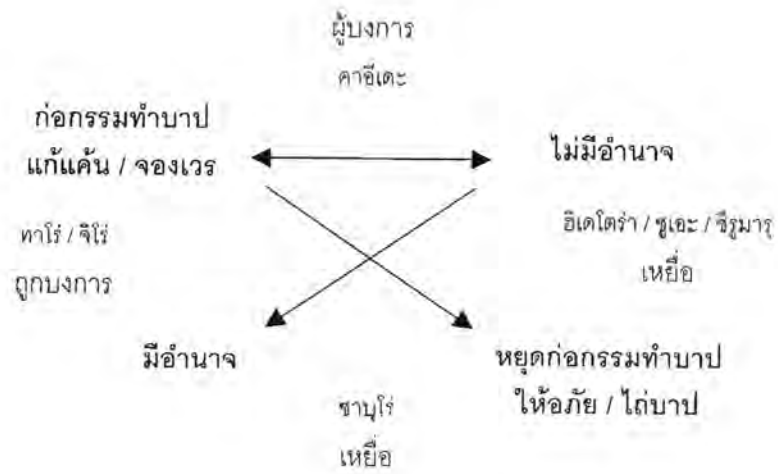 ผู้บงการ
คาอีเดะ
ก่อกรรมทำบาป
แก้แค้น / จองเวร
ไม่มีอำนาจ
ทาโร่ / จิโร่
ถูกบงการ
ฮิเดโตร่า / ซูเอะ / ซึรูมารุ
เหยื่อ
มีอำนาจ
หยุดก่อกรรมทำบาป
ให้อภัย / ไถ่บาป
ซาบุโร่
เหยื่อ